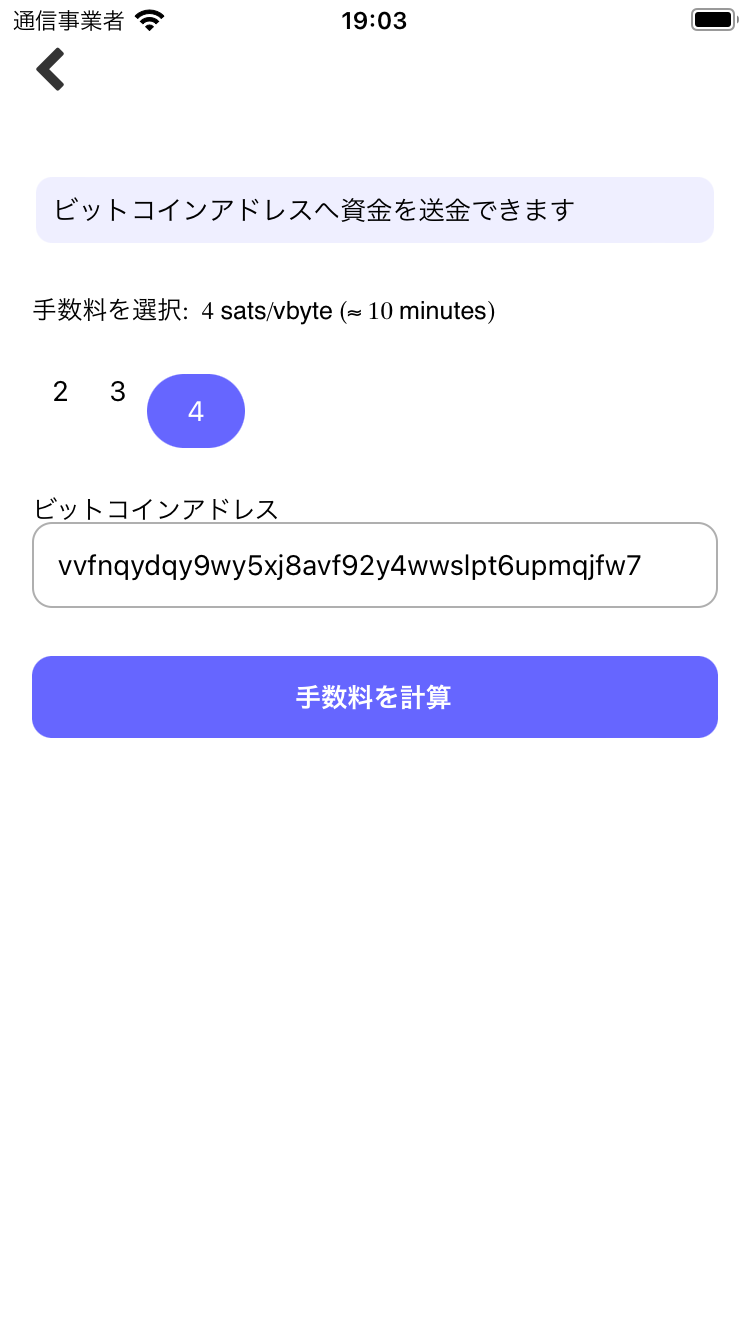 通信事業者 19:03
ビットコインアドレスへ資金を送金できます
手数料を選択: 4 sats/vbyte (≈ 10 minutes)
2 3 4
ビットコインアドレス
vvfnqydqy9wy5xj8avf92y4wwslpt6upmqjfw7
手数料を計算